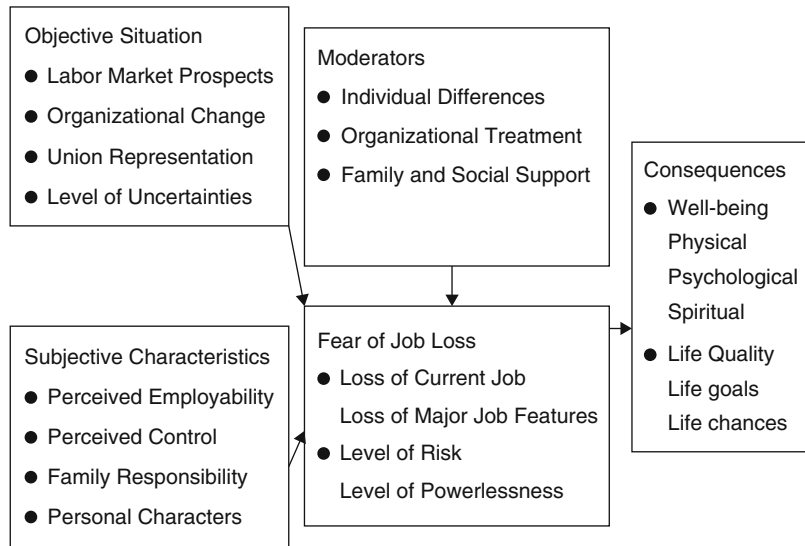 Objective Situation
● Labor Market Prospects
● Organizational Change
● Union Representation
● Level of Uncertainties
Moderators
● Individual Differences
● Organizational Treatment
● Family and Social Support
Subjective Characteristics
● Perceived Employability
● Perceived Control
● Family Responsibility
● Personal Characters
Fear of Job Loss
● Loss of Current Job
Loss of Major Job Features
● Level of Risk
Level of Powerlessness
Consequences
● Well-being
Physical
Psychological
Spiritual
● Life Quality
Life goals
Life chances